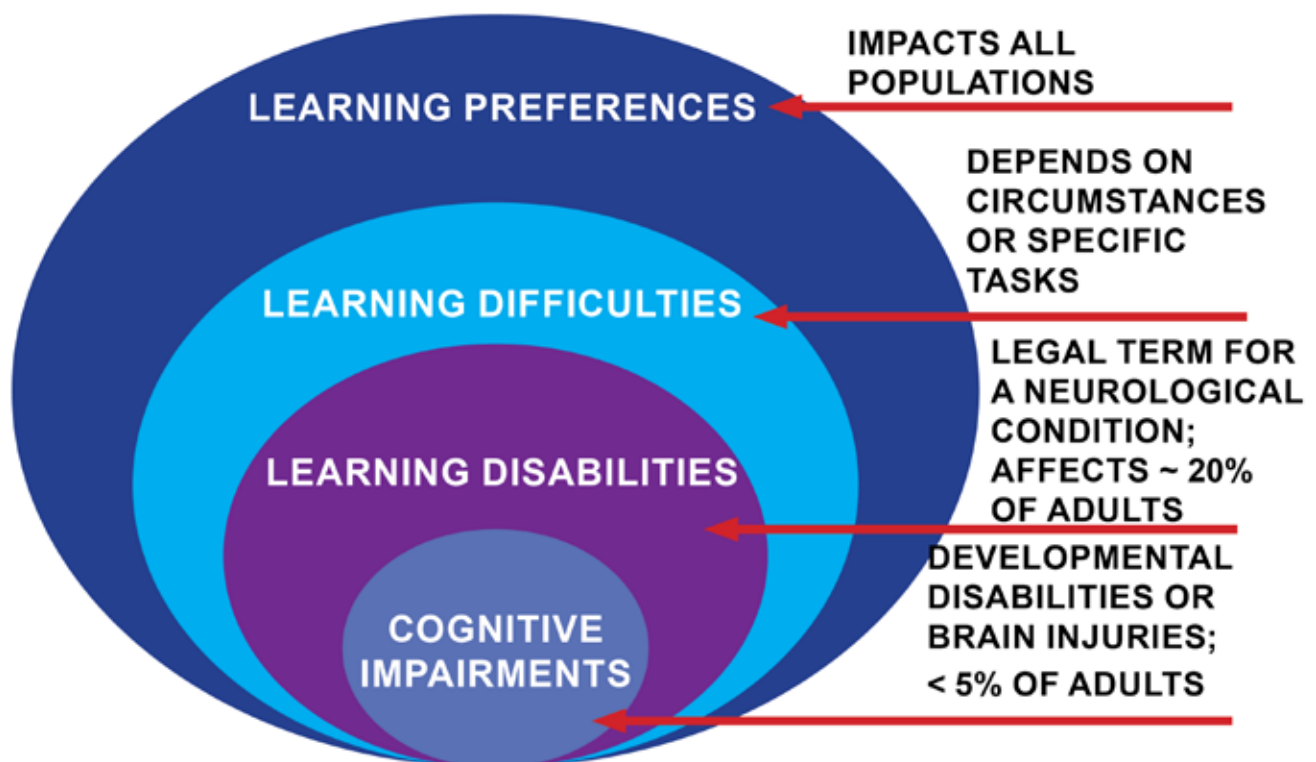 IMPACTS ALL
POPULATIONS
LEARNING PREFERENCES
DEPENDS ON
CIRCUMSTANCES
OR SPECIFIC
TASKS
LEARNING DIFFICULTIES
LEGAL TERM FOR
A NEUROLOGICAL
CONDITION;
AFFECTS ~ 20%
OF ADULTS
LEARNING DISABILITIES
DEVELOPMENTAL
DISABILITIES OR
BRAIN INJURIES;
< 5% OF ADULTS
COGNITIVE
IMPAIRMENTS